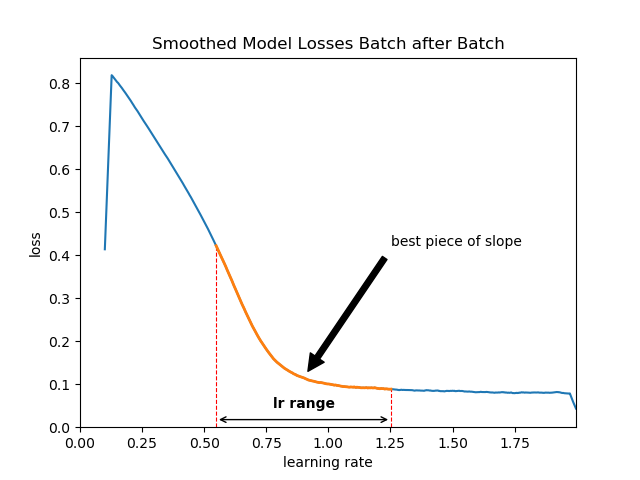 Smoothed Model Losses Batch after Batch
0.8
0.7
0.6
0.5
0.4
0.3
0.2
0.1
0.0
loss
best piece of slope
lr range
0.00 0.25 0.50 0.75 1.00 1.25 1.50 1.75
learning rate